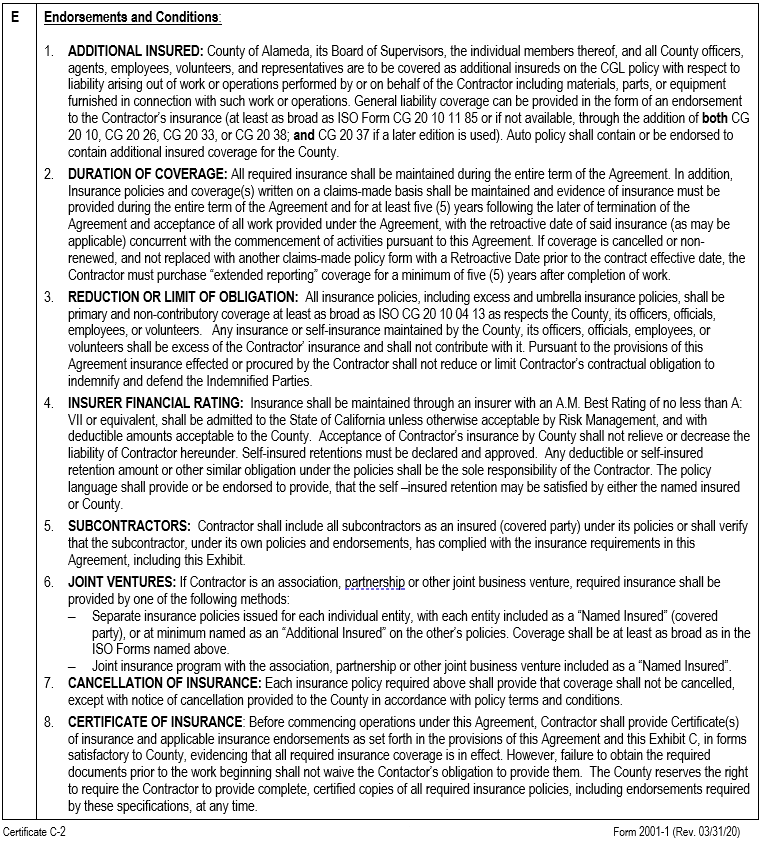 E Endorsements and Conditions:
1. ADDITIONAL INSURED: County of Alameda, its Board of Supervisors, the individual members thereof, and all County officers,
agents, employees, volunteers, and representatives are to be covered as additional insureds on the CGL policy with respect to
liability arising out of work or operations performed by or on behalf of the Contractor including materials, parts, or equipment
furnished in connection with such work or operations. General liability coverage can be provided in the form of an endorsement
to the Contractor's insurance (at least as broad as ISO Form CG 20 10 11 85 or if not available, through the addition of both CG
20 10, CG 20 26, CG 20 33, or CG 20 38; and CG 20 37 if a later edition is used). Auto policy shall contain or be endorsed to
contain additional insured coverage for the County.
2. DURATION OF COVERAGE: All required insurance shall be maintained during the entire term of the Agreement. In addition,
Insurance policies and coverage(s) written on a claims-made basis shall be maintained and evidence of insurance must be
provided during the entire term of the Agreement and for at least five (5) years following the later of termination of the
Agreement and acceptance of all work provided under the Agreement, with the retroactive date of said insurance (as may be
applicable) concurrent with the commencement of activities pursuant to this Agreement. If coverage is cancelled or non-
renewed, and not replaced with another claims-made policy form with a Retroactive Date prior to the contract effective date, the
Contractor must purchase "extended reporting" coverage for a minimum of five (5) years after completion of work.
3. REDUCTION OR LIMIT OF OBLIGATION: All insurance policies, including excess and umbrella insurance policies, shall be
primary and non-contributory coverage at least as broad as ISO CG 20 10 04 13 as respects the County, its officers, officials,
employees, or volunteers. Any insurance or self-insurance maintained by the County, its officers, officials, employees, or
volunteers shall be excess of the Contractor' insurance and shall not contribute with it. Pursuant to the provisions of this
Agreement insurance effected or procured by the Contractor shall not reduce or limit Contractor's contractual obligation to
indemnify and defend the Indemnified Parties.
4. INSURER FINANCIAL RATING: Insurance shall be maintained through an insurer with an A.M. Best Rating of no less than A:
VII or equivalent, shall be admitted to the State of California unless otherwise acceptable by Risk Management, and with
deductible amounts acceptable to the County. Acceptance of Contractor's insurance by County shall not relieve or decrease the
liability of Contractor hereunder. Self-insured retentions must be declared and approved. Any deductible or self-insured
retention amount or other similar obligation under the policies shall be the sole responsibility of the Contractor. The policy
language shall provide or be endorsed to provide, that the self –insured retention may be satisfied by either the named insured
or County.
5. SUBCONTRACTORS: Contractor shall include all subcontractors as an insured (covered party) under its policies or shall verify
that the subcontractor, under its own policies and endorsements, has complied with the insurance requirements in this
Agreement, including this Exhibit.
6. JOINT VENTURES: If Contractor is an association, partnership or other joint business venture, required insurance shall be
provided by one of the following methods:
– Separate insurance policies issued for each individual entity, with each entity included as a "Named Insured" (covered
party), or at minimum named as an "Additional Insured" on the other's policies. Coverage shall be at least as broad as in the
ISO Forms named above.
– Joint insurance program with the association, partnership or other joint business venture included as a "Named Insured".
7. CANCELLATION OF INSURANCE: Each insurance policy required above shall provide that coverage shall not be cancelled,
except with notice of cancellation provided to the County in accordance with policy terms and conditions.
8. CERTIFICATE OF INSURANCE: Before commencing operations under this Agreement, Contractor shall provide Certificate(s)
of insurance and applicable insurance endorsements as set forth in the provisions of this Agreement and this Exhibit C, in forms
satisfactory to County, evidencing that all required insurance coverage is in effect. However, failure to obtain the required
documents prior to the work beginning shall not waive the Contactor's obligation to provide them. The County reserves the right
to require the Contractor to provide complete, certified copies of all required insurance policies, including endorsements required
by these specifications, at any time.
Certificate C-2 Form 2001-1 (Rev. 03/31/20)